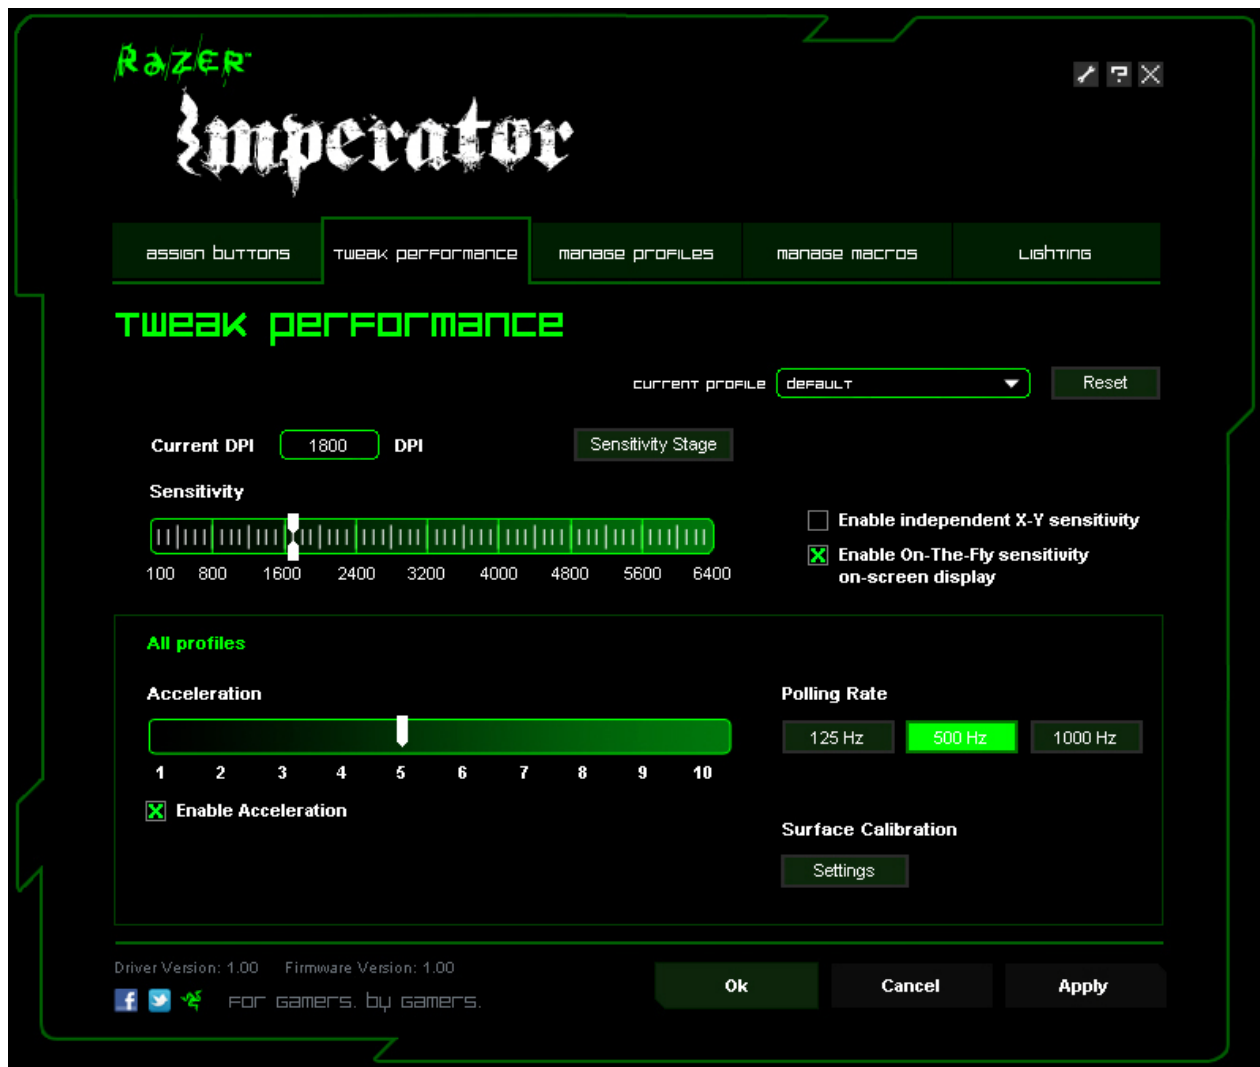 RAZER™
Imperator
assign buttons tweak performance manage profiles manage macros Lighting
tweak performance
current profile default Reset
Current DPI 1800 DPI Sensitivity Stage
Sensitivity
Enable independent X-Y sensitivity
Enable On-The-Fly sensitivity
on-screen display
100 800 1600 2400 3200 4000 4800 5600 6400
All profiles
Acceleration Polling Rate
125 Hz 500 Hz 1000 Hz
1 2 3 4 5 6 7 8 9 10
Enable Acceleration
Surface Calibration
Settings
Driver Version: 1.00 Firmware Version: 1.00
Ok Cancel Apply
For Gamers. by Gamers.